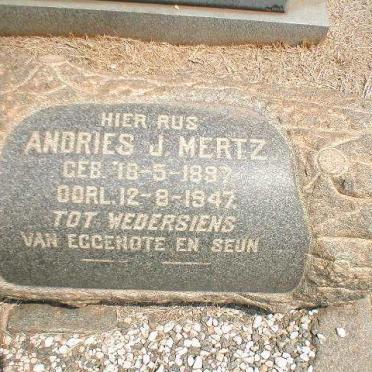 HIER RUS
ANDRIES J. MERTZ
GEB. 18-5-1897
OORL. 12-8-1947.
TOT WEDERSIENS
VAN EGGENOTE EN SEUN